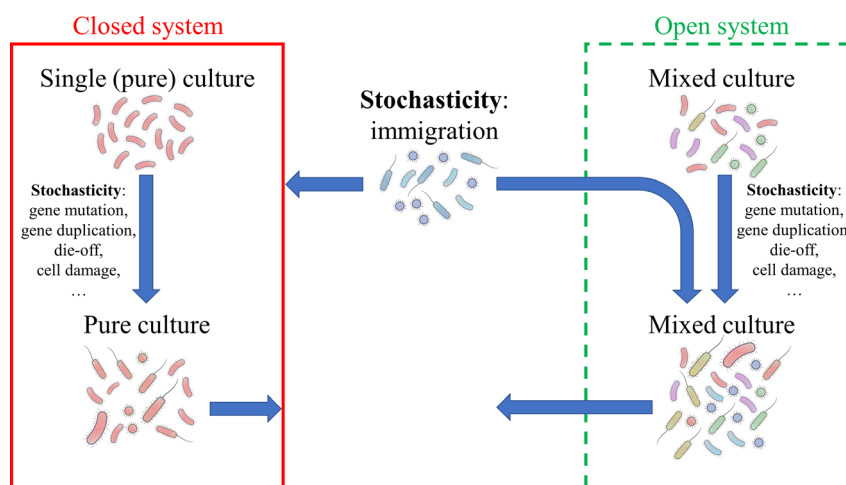 Closed system
Open system
Single (pure) culture
Stochasticity:
immigration
Mixed culture
Stochasticity:
gene mutation,
gene duplication,
die-off,
cell damage,
…
Stochasticity:
gene mutation,
gene duplication,
die-off,
cell damage,
…
Pure culture
Mixed culture